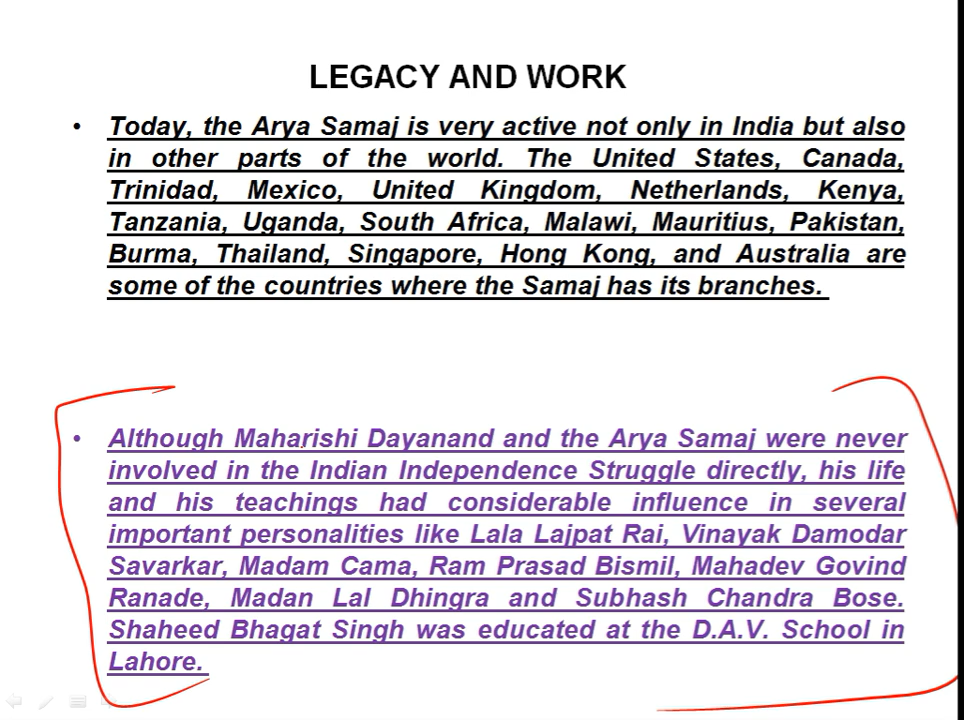 LEGACY AND WORK
• Today, the Arya Samaj is very active not only in India but also
in other parts of the world. The United States, Canada,
Trinidad, Mexico, United Kingdom, Netherlands, Kenya,
Tanzania, Uganda, South Africa, Malawi, Mauritius, Pakistan,
Burma, Thailand, Singapore, Hong Kong, and Australia are
some of the countries where the Samaj has its branches.
• Although Maharishi Dayanand and the Arya Samaj were never
involved in the Indian Independence Struggle directly, his life
and his teachings had considerable influence in several
important personalities like Lala Lajpat Rai, Vinayak Damodar
Savarkar, Madam Cama, Ram Prasad Bismil, Mahadev Govind
Ranade, Madan Lal Dhingra and Subhash Chandra Bose.
Shaheed Bhagat Singh was educated at the D.A.V. School in
Lahore.